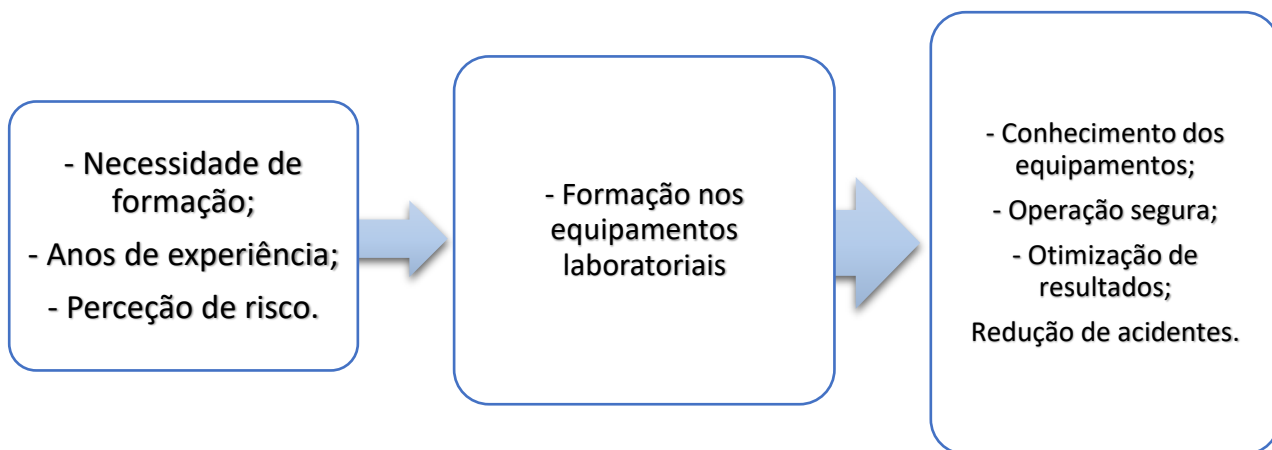 - Necessidade de
formação;
- Anos de experiência;
- Perceção de risco.
- Formação nos
equipamentos
laboratoriais
- Conhecimento dos
equipamentos;
- Operação segura;
- Otimização de
resultados;
Redução de acidentes.